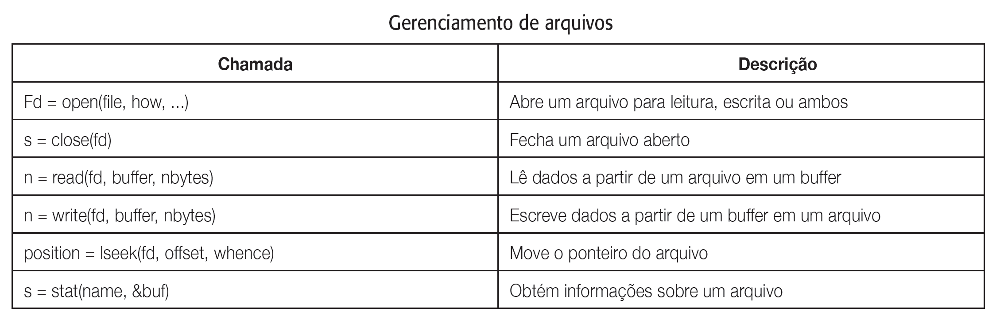 Gerenciamento de arquivos
Chamada Descrição
Fd = open(file, how, ...) Abre um arquivo para leitura, escrita ou ambos
s = close(fd) Fecha um arquivo aberto
n = read(fd, buffer, nbytes) Lê dados a partir de um arquivo em um buffer
n = write(fd, buffer, nbytes) Escreve dados a partir de um buffer em um arquivo
position = lseek(fd, offset, whence) Move o ponteiro do arquivo
s = stat(name, &buf) Obtém informações sobre um arquivo